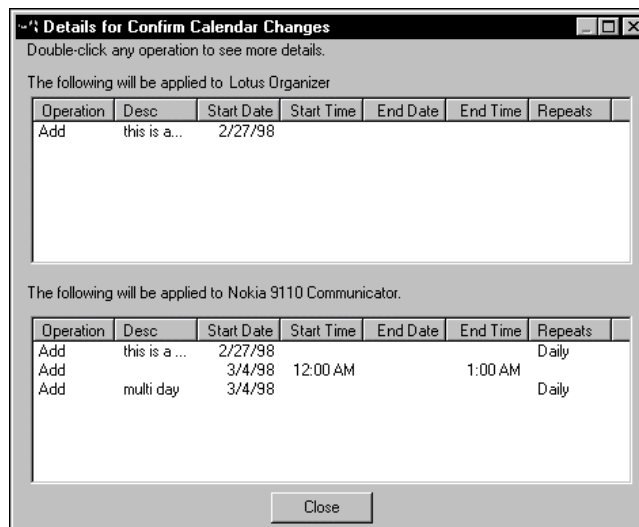 Details for Confirm Calendar Changes
Double-click any operation to see more details.
The following will be applied to Lotus Organizer
Operation Desc Start Date Start Time End Date End Time Repeats
Add this is a... 2/27/98
The following will be applied to Nokia 9110 Communicator.
Operation Desc Start Date Start Time End Date End Time Repeats
Add this is a ... 2/27/98 Daily
Add 3/4/98 12:00 AM 1:00 AM
Add multi day 3/4/98 Daily
Close